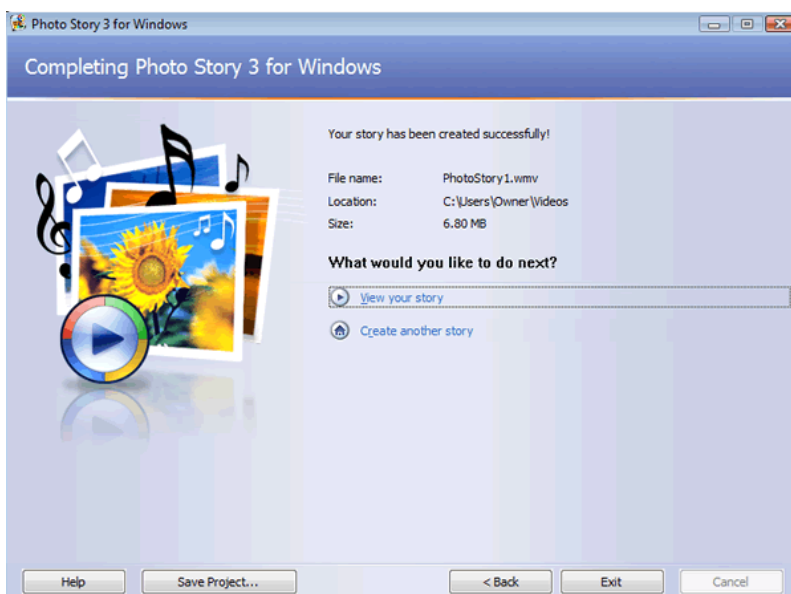 Photo Story 3 for Windows
Completing Photo Story 3 for Windows
Your story has been created successfully!
File name: PhotoStory1.wmv
Location: C:\Users\Owner\Videos
Size: 6.80 MB
What would you like to do next?
View your story
Create another story
Help Save Project... < Back Exit Cancel